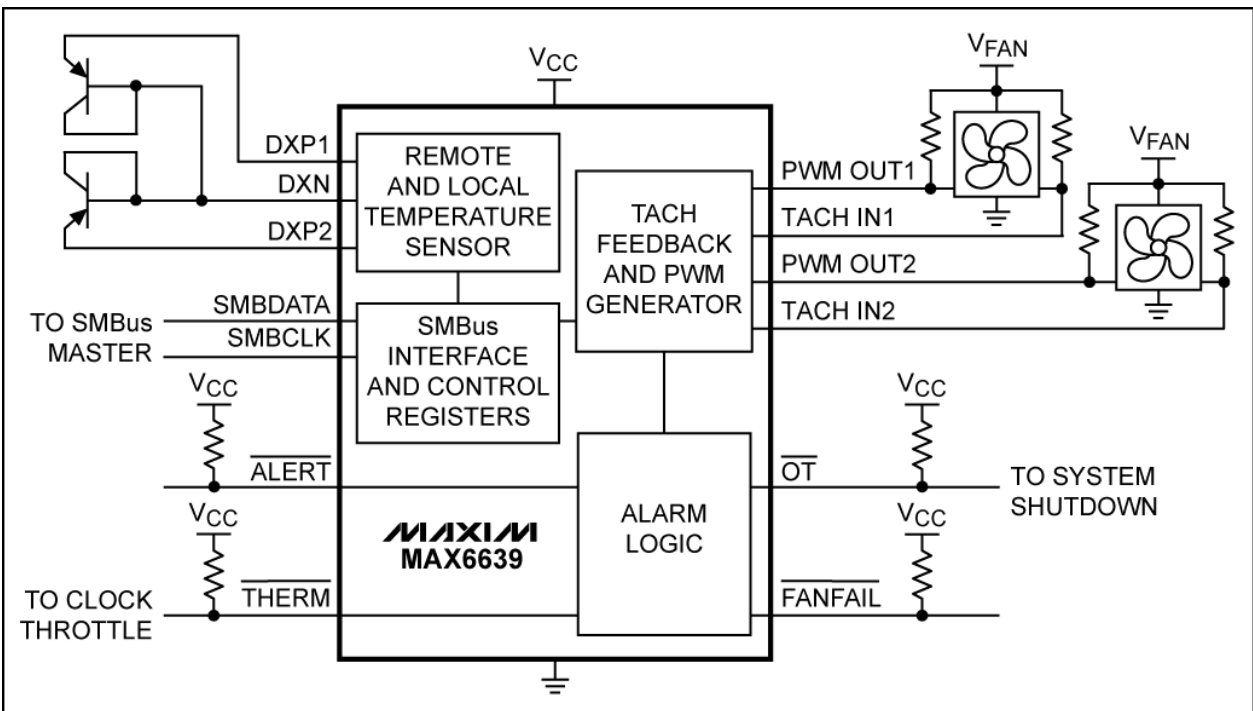 VCC
VFAN
VFAN
DXP1
DXN
DXP2
REMOTE
AND LOCAL
TEMPERATURE
SENSOR
TACH
FEEDBACK
AND PWM
GENERATOR
PWM OUT1
TACH IN1
PWM OUT2
TACH IN2
TO SMBus
MASTER
SMBDATA
SMBCLK
SMBus
INTERFACE
AND CONTROL
REGISTERS
VCC
ALERT
VCC
TO CLOCK
THROTTLE
THERM
MAXIM
MAX6639
ALARM
LOGIC
VCC
OT
TO SYSTEM
SHUTDOWN
VCC
FANFAIL